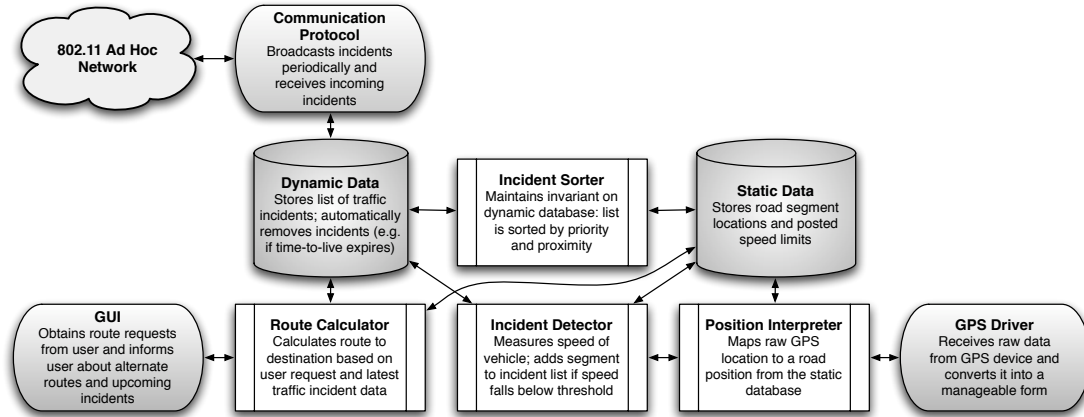 802.11 Ad Hoc
Network
Communication
Protocol
Broadcasts incidents
periodically and
receives incoming
incidents
Dynamic Data
Stores list of traffic
incidents; automatically
removes incidents (e.g.
if time-to-live expires)
Incident Sorter
Maintains invariant on
dynamic database: list
is sorted by priority
and proximity
Static Data
Stores road segment
locations and posted
speed limits
GUI
Obtains route requests
from user and informs
user about alternate
routes and upcoming
incidents
Route Calculator
Calculates route to
destination based on
user request and latest
traffic incident data
Incident Detector
Measures speed of
vehicle; adds segment
to incident list if speed
falls below threshold
Position Interpreter
Maps raw GPS
location to a road
position from the static
database
GPS Driver
Receives raw data
from GPS device and
converts it into a
manageable form